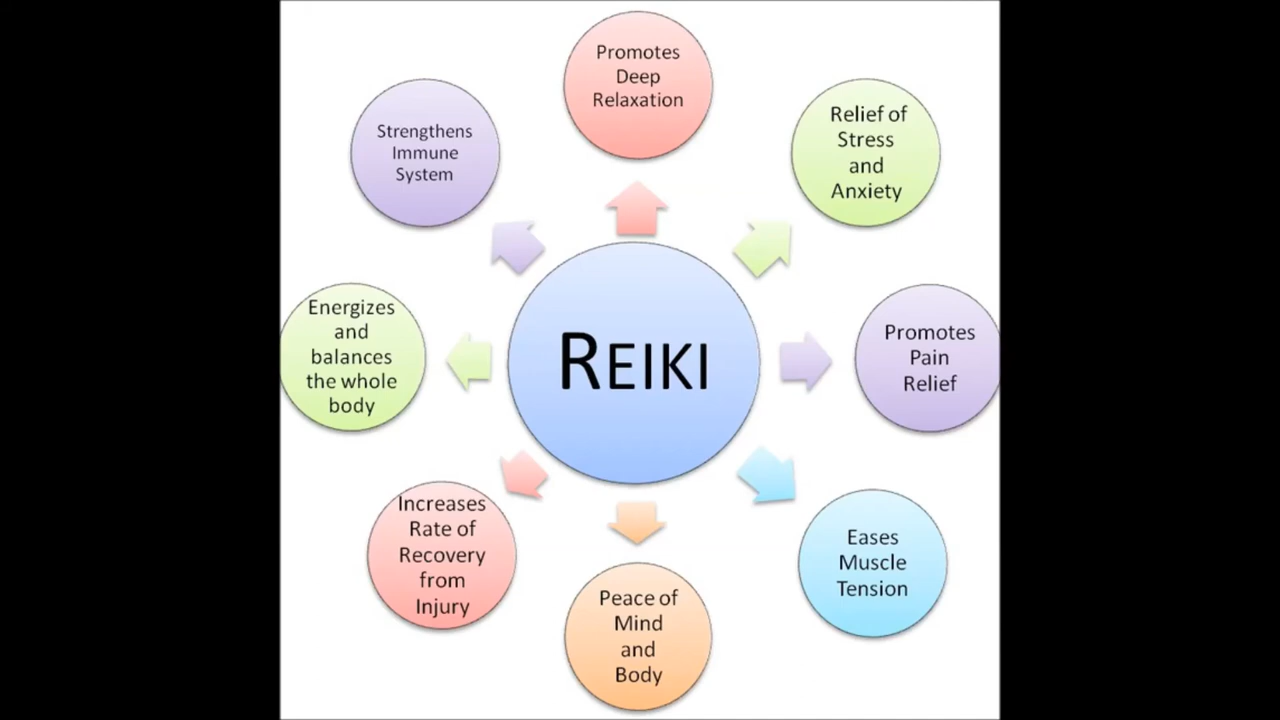 Promotes
Deep
Relaxation
Relief of
Stress
and
Anxiety
Promotes
Pain
Relief
Eases
Muscle
Tension
Peace of
Mind
and
Body
Increases
Rate of
Recovery
from
Injury
Energizes
and
balances
the whole
body
Strengthens
Immune
System
REIKI